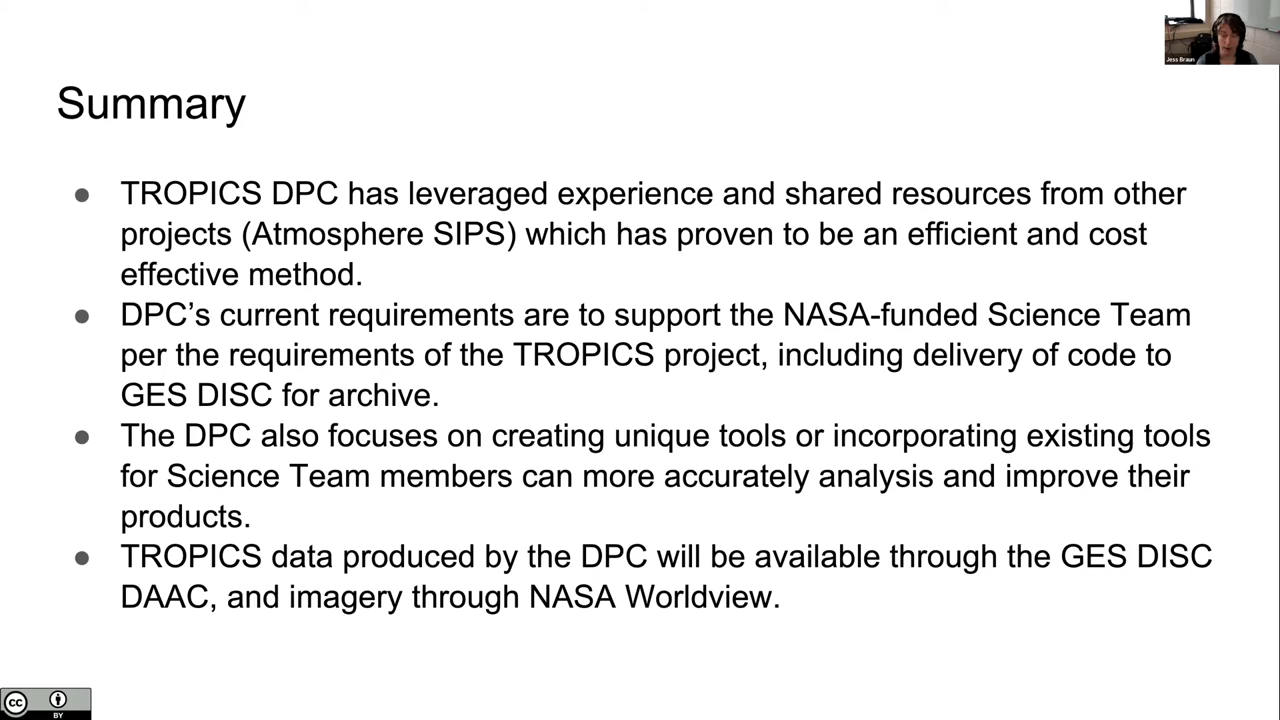 Jess Braun
Summary
● TROPICS DPC has leveraged experience and shared resources from other
projects (Atmosphere SIPS) which has proven to be an efficient and cost
effective method.
● DPC’s current requirements are to support the NASA-funded Science Team
per the requirements of the TROPICS project, including delivery of code to
GES DISC for archive.
● The DPC also focuses on creating unique tools or incorporating existing tools
for Science Team members can more accurately analysis and improve their
products.
● TROPICS data produced by the DPC will be available through the GES DISC
DAAC, and imagery through NASA Worldview.
cc
BY